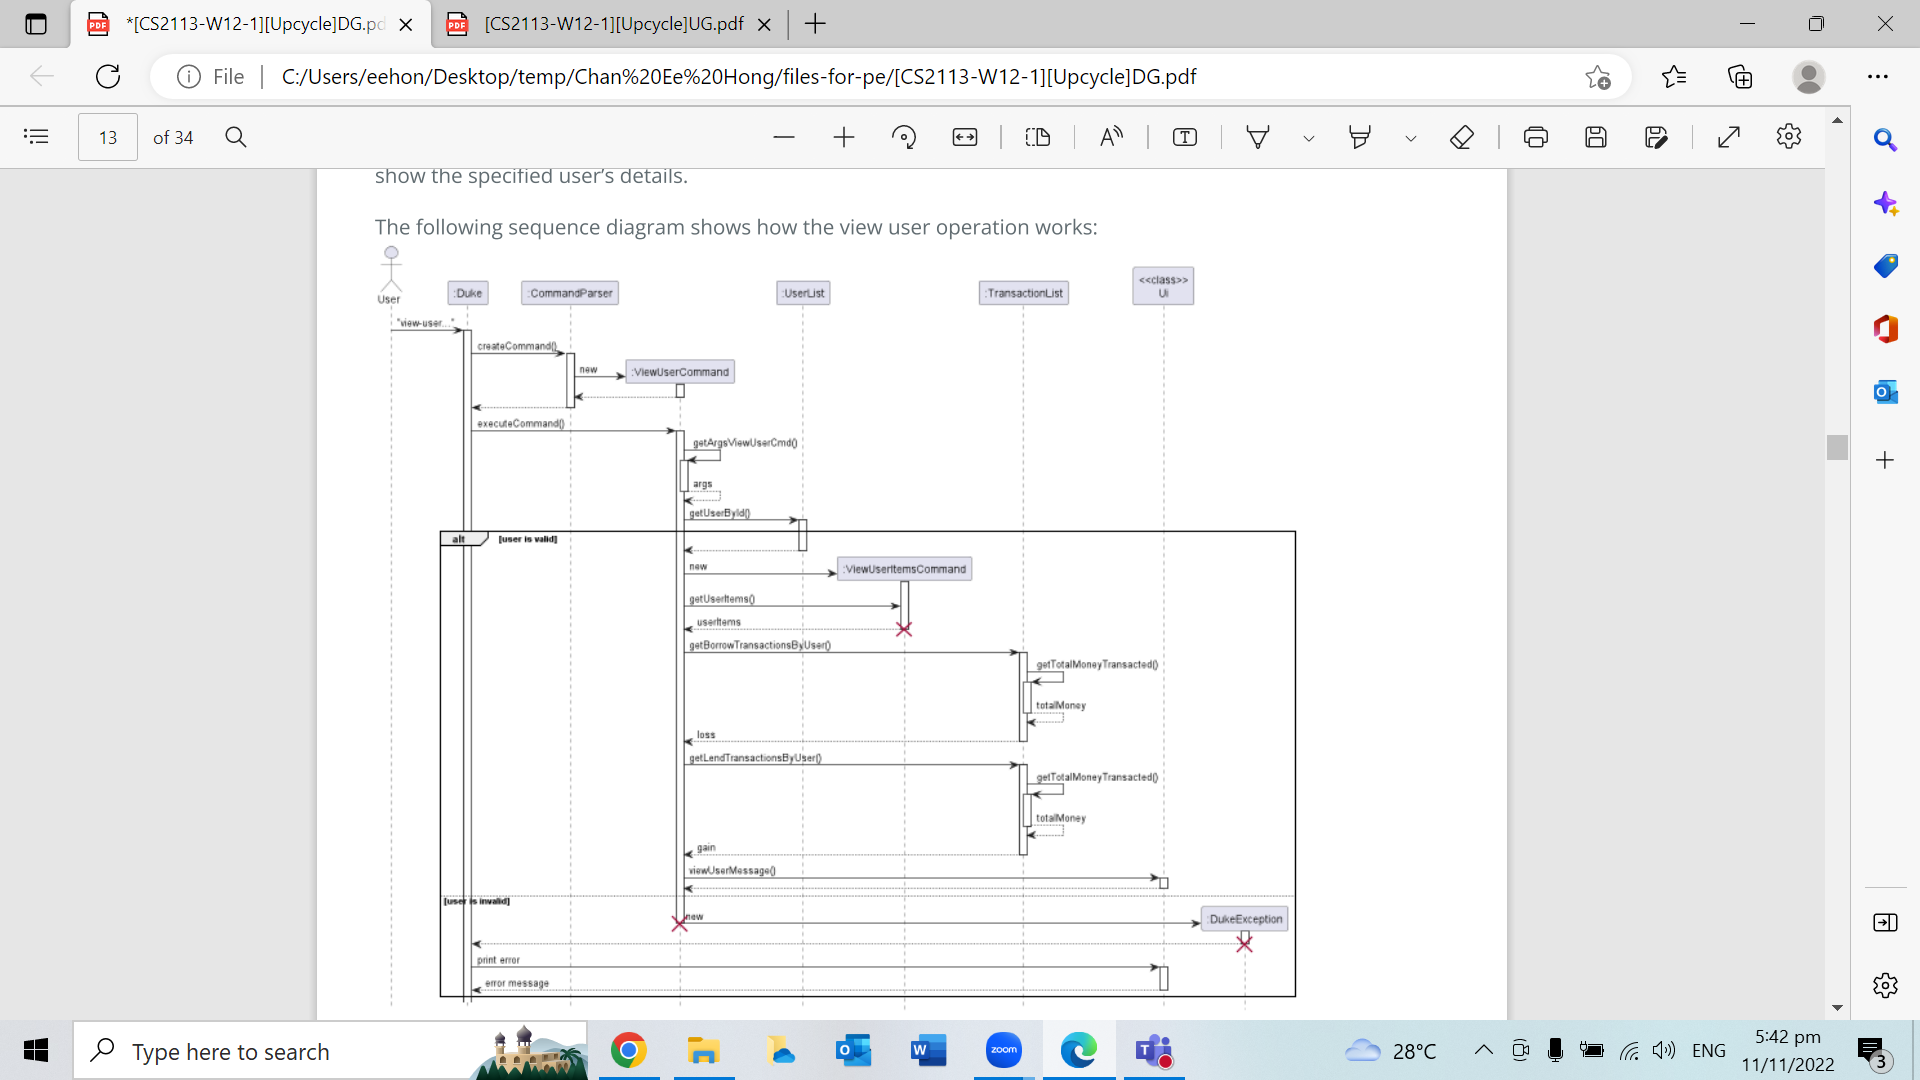 *[CS2113-W12-1][Upcycle]DG.pd
[CS2113-W12-1][Upcycle]UG.pdf
File
C:/Users/eehon/Desktop/temp/Chan%20Ee%20Hong/files-for-pe/[CS2113-W12-1][Upcycle]DG.pdf
13 of 34
show the specified user's details.
The following sequence diagram shows how the view user operation works:
User
:Duke
:CommandParser
:UserList
:TransactionList
<<class>>
Ui
"view-user..."
createCommand()
new
:ViewUserCommand
executeCommand()
getArgsViewUserCmd()
args
getUserById()
alt
[user is valid]
new
:ViewUserItemsCommand
getUserItems()
userItems
getBorrowTransactionsByUser()
getTotalMoneyTransacted()
totalMoney
loss
getLendTransactionsByUser()
getTotalMoneyTransacted()
totalMoney
gain
viewUserMessage()
[user is invalid]
new
:DukeException
print error
error message
Type here to search
zoom
28°C
ENG
5:42 pm
11/11/2022
3